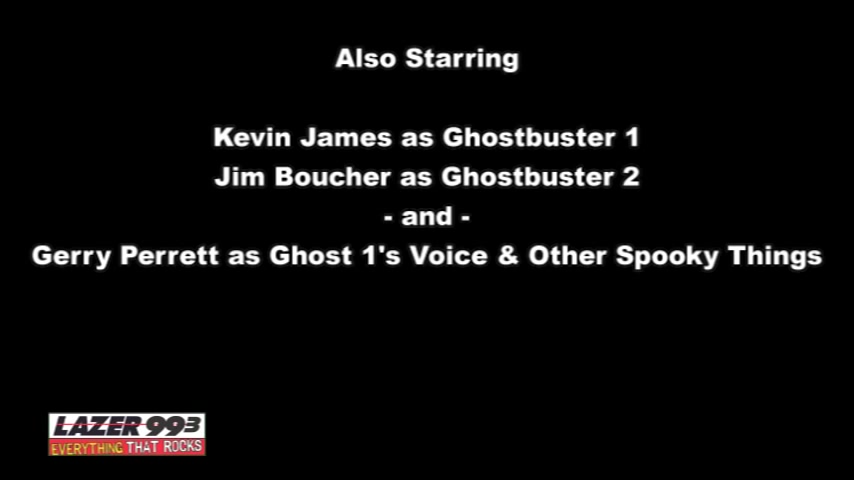 Also Starring
Kevin James as Ghostbuster 1
Jim Boucher as Ghostbuster 2
- and -
Gerry Perrett as Ghost 1's Voice & Other Spooky Things
LAZER 993
EVERYTHING THAT ROCKS